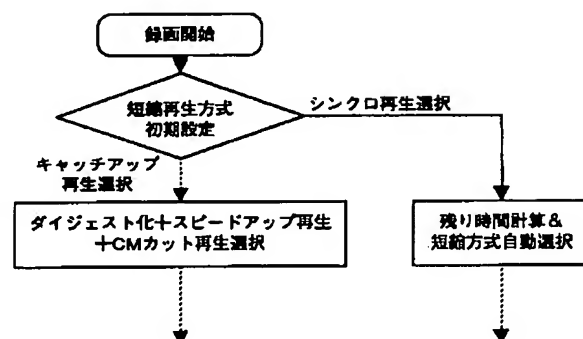 録画開始
短縮再生方式
初期設定
シンクロ再生選択
キャッチアップ
再生選択
ダイジェスト化＋スピードアップ再生
＋CMカット再生選択
残り時間計算＆
短縮方式自動選択